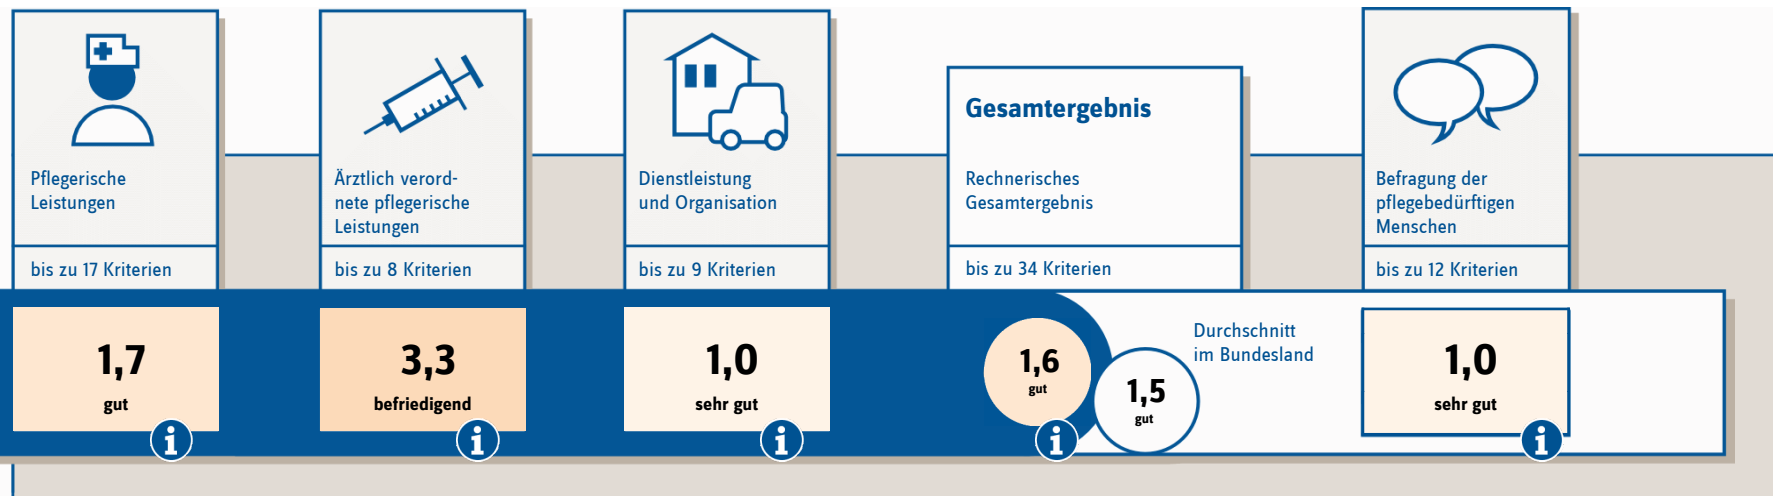 Pflegerische
Leistungen
bis zu 17 Kriterien
1,7
gut
Ärztlich verord-
nete pflegerische
Leistungen
bis zu 8 Kriterien
3,3
befriedigend
Dienstleistung
und Organisation
bis zu 9 Kriterien
1,0
sehr gut
Gesamtergebnis
Rechnerisches
Gesamtergebnis
bis zu 34 Kriterien
1,6
gut
1,5
gut
Durchschnitt
im Bundesland
Befragung der
pflegebedürftigen
Menschen
bis zu 12 Kriterien
1,0
sehr gut